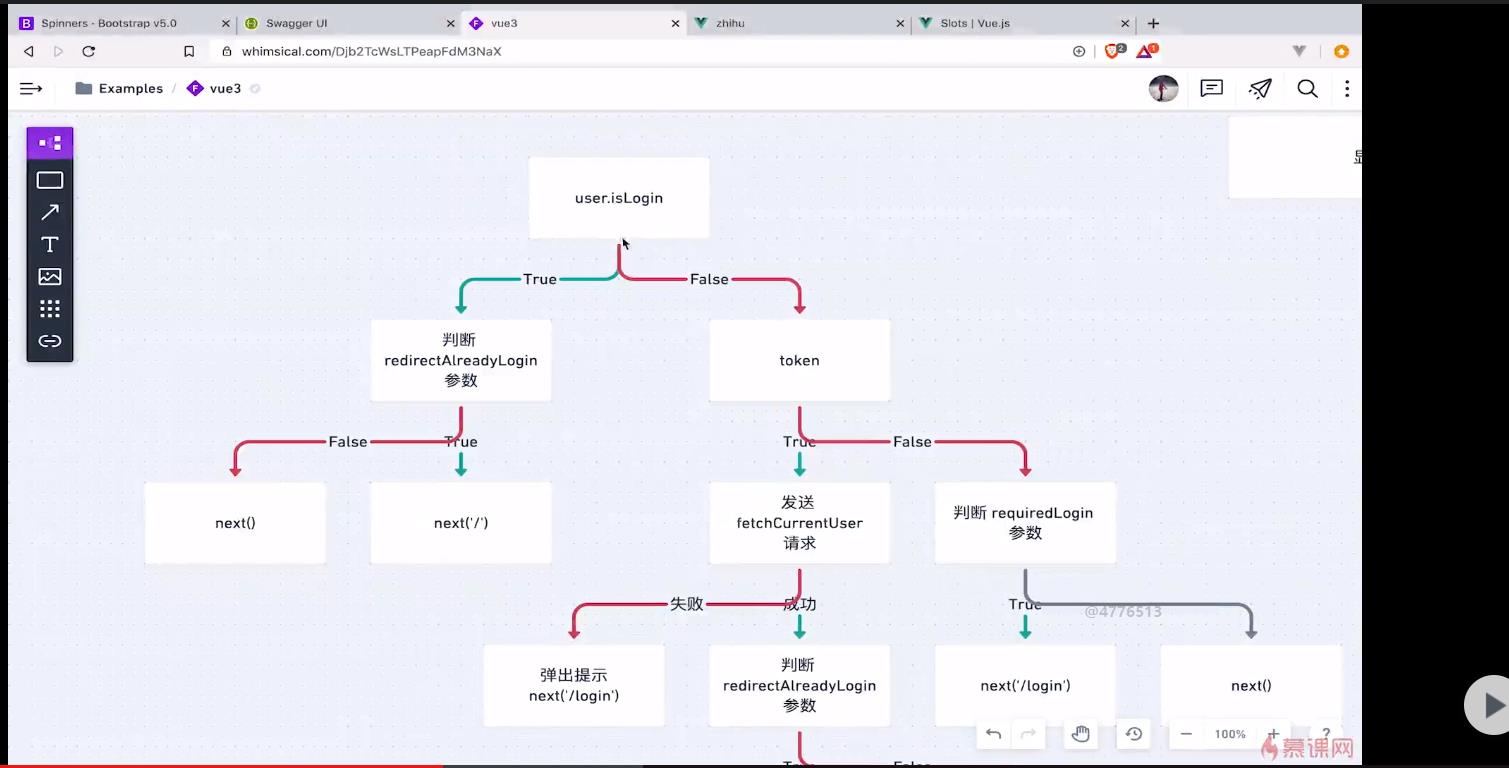 Spinners - Bootstrap v5.0
Swagger UI
vue3
zhihu
Slots | Vue.js
whimsical.com/Djb2TcWsLTPeapFdM3NaX
2
1
Examples / vue3
user.isLogin
True
False
判断
redirectAlreadyLogin
参数
token
False
True
True
False
next()
next('/')
发送
fetchCurrentUser
请求
判断 requiredLogin
参数
失败
成功
True
@4776513
弹出提示
next('/login')
判断
redirectAlreadyLogin
参数
next('/login')
next()
100%
慕课网